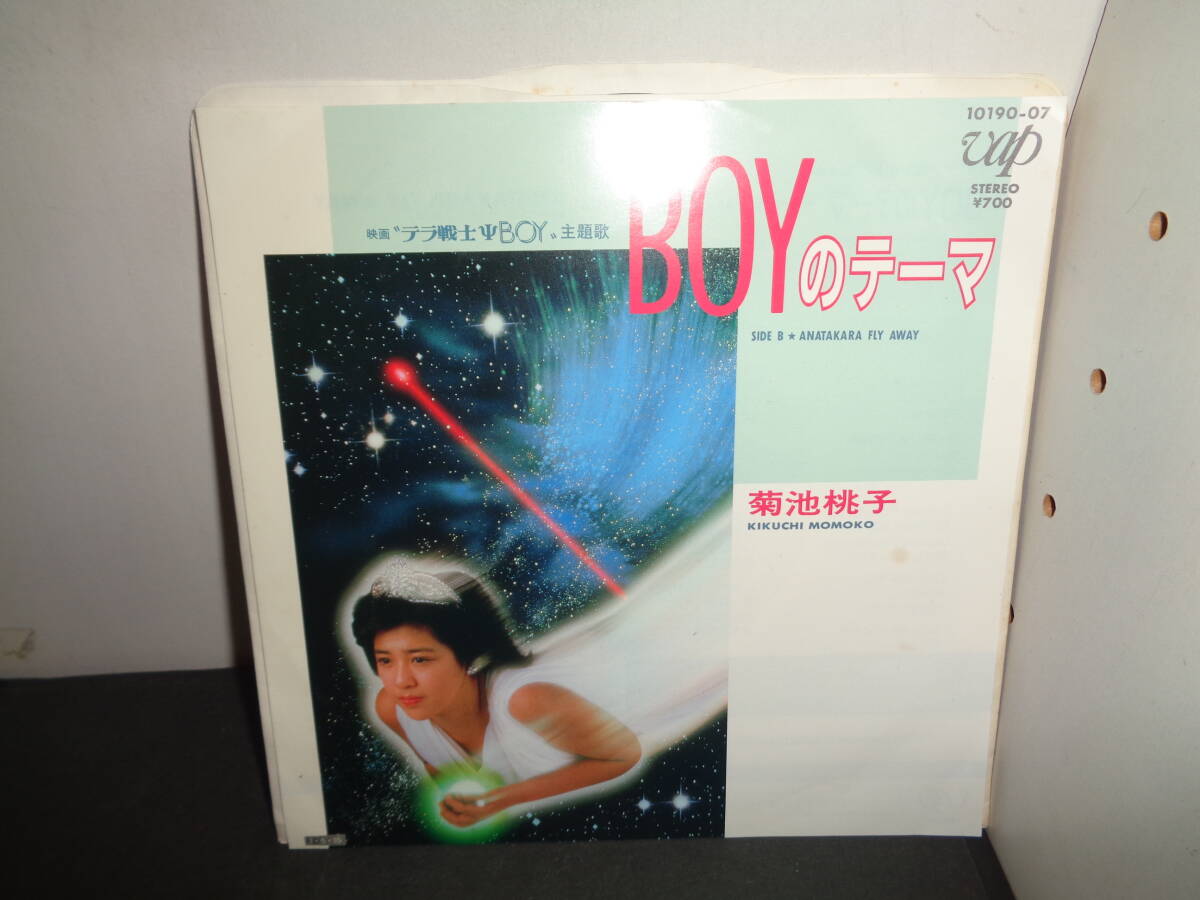 10190-07
vap
STEREO
¥700
映画〝テラ戦士ΨBOY〟主題歌
BOYのテーマ
SIDE B ★ ANATAKARA FLY AWAY
菊池桃子
KIKUCHI MOMOKO